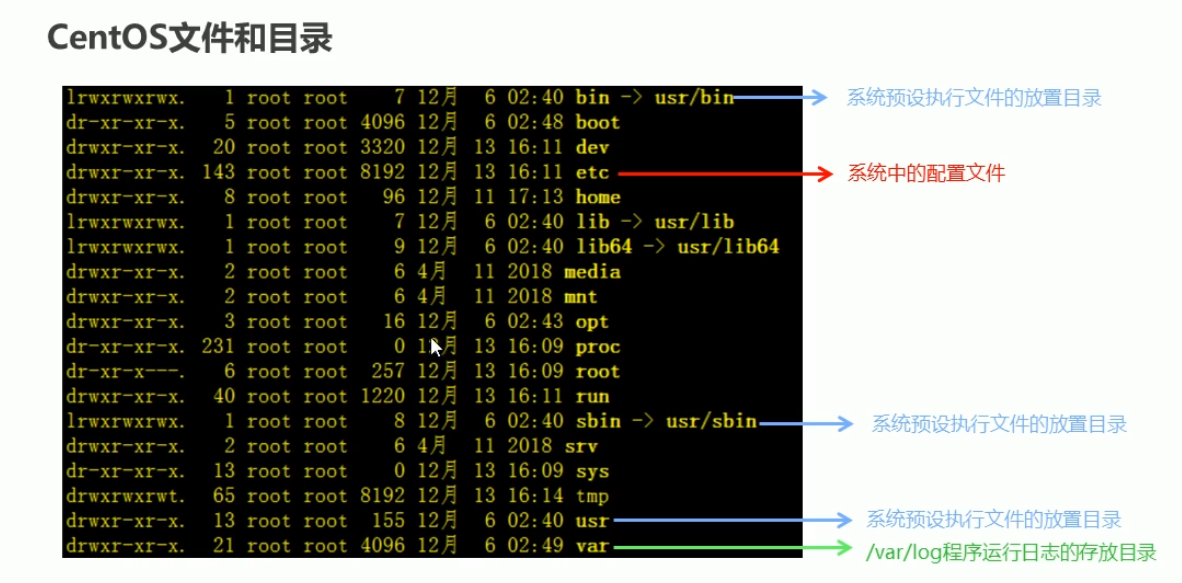 CentOS文件和目录
lrwxrwxrwx. 1 root root 7 12月 6 02:40 bin -> usr/bin 系统预设执行文件的放置目录
dr-xr-xr-x. 5 root root 4096 12月 6 02:48 boot
drwxr-xr-x. 20 root root 3320 12月 13 16:11 dev
drwxr-xr-x. 143 root root 8192 12月 13 16:11 etc 系统中的配置文件
drwxr-xr-x. 8 root root 96 12月 11 17:13 home
lrwxrwxrwx. 1 root root 7 12月 6 02:40 lib -> usr/lib
lrwxrwxrwx. 1 root root 9 12月 6 02:40 lib64 -> usr/lib64
drwxr-xr-x. 2 root root 6 4月 11 2018 media
drwxr-xr-x. 2 root root 6 4月 11 2018 mnt
drwxr-xr-x. 3 root root 16 12月 6 02:43 opt
dr-xr-xr-x. 231 root root 0 12月 13 16:09 proc
dr-xr-x---. 6 root root 257 12月 13 16:09 root
drwxr-xr-x. 40 root root 1220 12月 13 16:11 run
lrwxrwxrwx. 1 root root 8 12月 6 02:40 sbin -> usr/sbin 系统预设执行文件的放置目录
drwxr-xr-x. 2 root root 6 4月 11 2018 srv
dr-xr-xr-x. 13 root root 0 12月 13 16:09 sys
drwxrwxrwt. 65 root root 8192 12月 13 16:14 tmp
drwxr-xr-x. 13 root root 155 12月 6 02:40 usr 系统预设执行文件的放置目录
drwxr-xr-x. 21 root root 4096 12月 6 02:49 var /var/log程序运行日志的存放目录